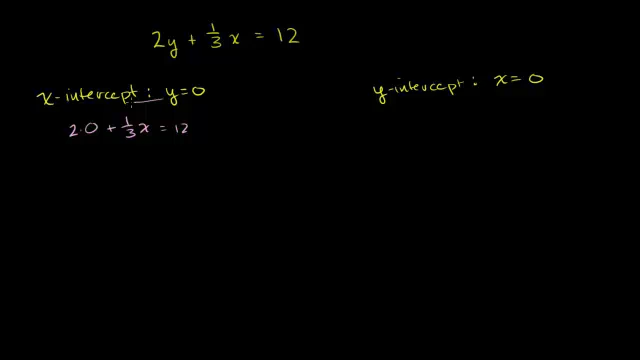 2y + 1/3 x = 12
x-intercept: y=0
2·0 + 1/3 x = 12
y-intercept: x = 0